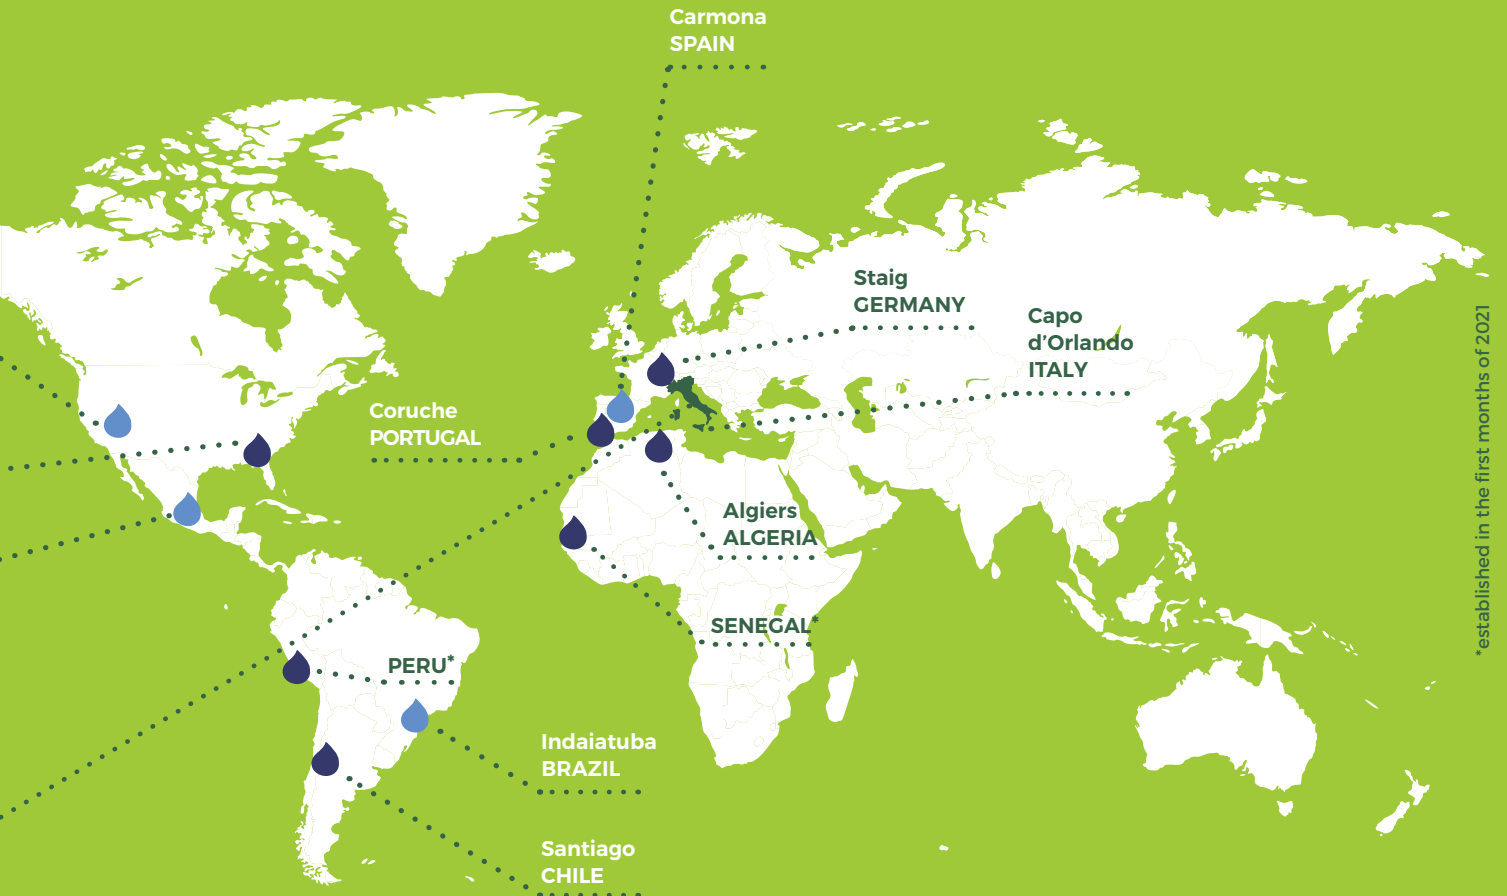 Carmona
SPAIN
Staig
GERMANY
Capo
d’Orlando
ITALY
Coruche
PORTUGAL
Algiers
ALGERIA
SENEGAL*
PERU*
Indaiatuba
BRAZIL
Santiago
CHILE
*established in the first months of 2021